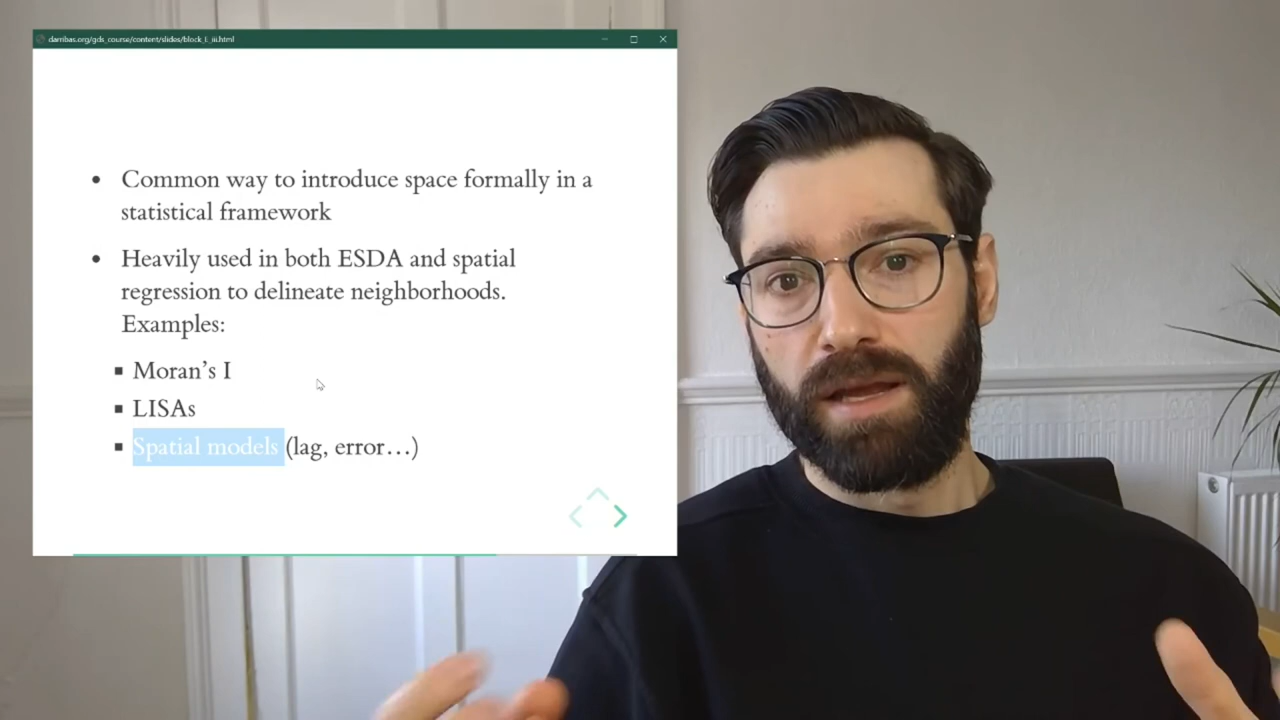 darribas.org/gds_course/content/slides/block_E_iii.html
Common way to introduce space formally in a
statistical framework
Heavily used in both ESDA and spatial
regression to delineate neighborhoods.
Examples:
Moran's I
LISAs
Spatial models (lag, error…)